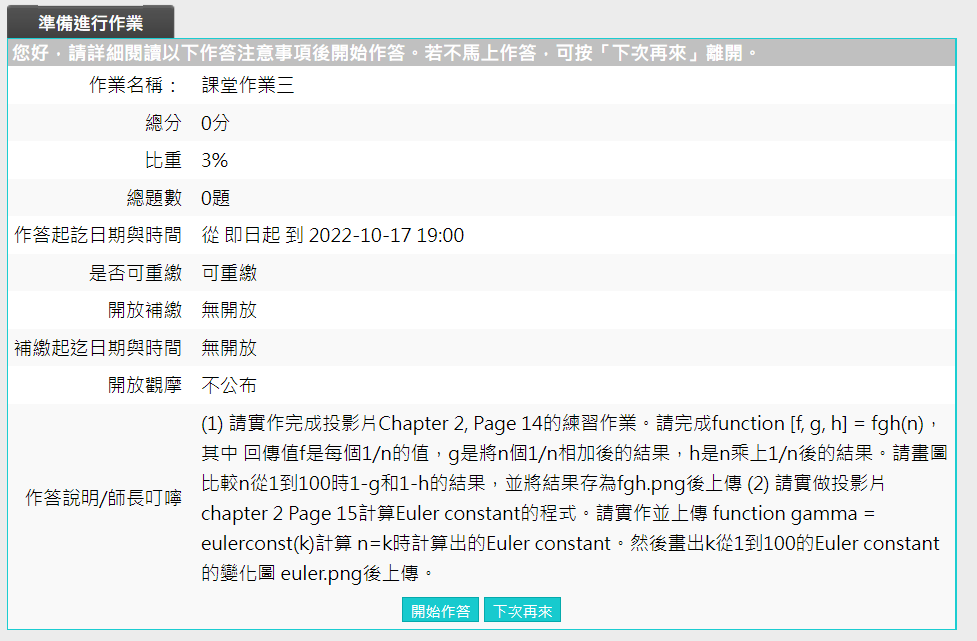 準備進行作業
您好．請詳細閱讀以下作答注意事項後開始作答。若不馬上作答．可按「下次再來」離開。
作業名稱： 課堂作業三
總分 0分
比重 3%
總題數 0題
作答起訖日期與時間 從 即日起 到 2022-10-17 19:00
是否可重繳 可重繳
開放補繳 無開放
補繳起迄日期與時間 無開放
開放觀摩 不公布
作答說明/師長叮嚀
(1) 請實作完成投影片Chapter 2, Page 14的練習作業。請完成function [f, g, h] = fgh(n)，
其中 回傳值f是每個1/n的值，g是將n個1/n相加後的結果，h是n乘上1/n後的結果。請畫圖
比較n從1到100時1-g和1-h的結果，並將結果存為fgh.png後上傳 (2) 請實做投影片
chapter 2 Page 15計算Euler constant的程式。請實作並上傳 function gamma =
eulerconst(k)計算 n=k時計算出的Euler constant。然後畫出k從1到100的Euler constant
的變化圖 euler.png後上傳。
開始作答 下次再來